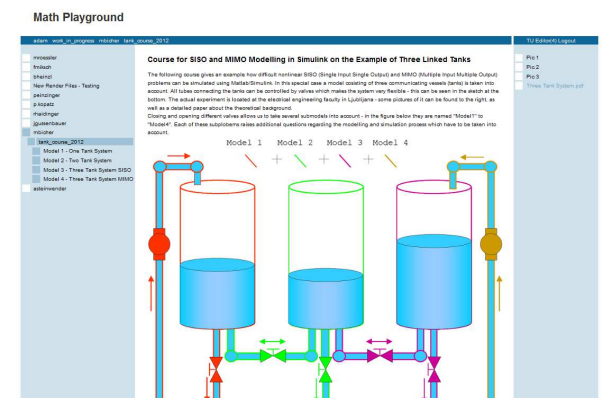 Math Playground
adam work_in_progress mbicher tank_course_2012
TU Editor(4) Logout
mroessler
fmiksch
bheinzl
New Render Files - Testing
peinzinger
p.kopatz
rhaidinger
jgustenbauer
mbicher
tank_course_2012
Model 1 - One Tank System
Model 2 - Two Tank System
Model 3 - Three Tank System SISO
Model 4 - Three Tank System MIMO
asteinwender
Course for SISO and MIMO Modelling in Simulink on the Example of Three Linked Tanks
The following course gives an example how difficult nonlinear SISO (Single Input Single Output) and MIMO (Multiple Input Multiple Output)
problems can be simulated using Matlab/Simulink. In this special case a model cosisting of three communicating vessels (tanks) is taken into
account. All tubes connecting the tanks can be controlled by valves which makes the system very flexible - this can be seen in the sketch at the
bottom. The actual experiment is located at the electrical engineering faculty in Ljubljana - some pictures of it can be found to the right, as
well as a detailed paper about the theoretical background.
Closing and opening different valves allows us to take several submodels into account - in the figure below they are named "Model1" to
"Model4". Each of these subploblems raises additional questions regarding the modelling and simulation process which have to be taken into
account.
Model 1 Model 2 Model 3 Model 4
Pic 1
Pic 2
Pic 3
Three Tank System.pdf